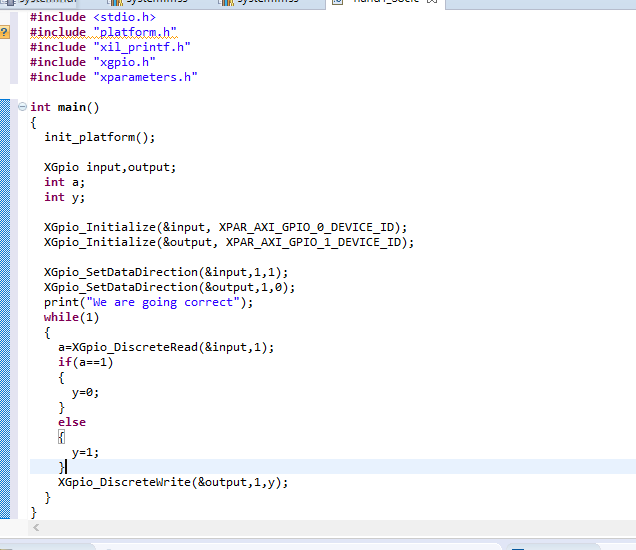 #include <stdio.h>
#include "platform.h"
#include "xil_printf.h"
#include "xgpio.h"
#include "xparameters.h"
int main()
{
init_platform();
XGpio input,output;
int a;
int y;
XGpio_Initialize(&input, XPAR_AXI_GPIO_0_DEVICE_ID);
XGpio_Initialize(&output, XPAR_AXI_GPIO_1_DEVICE_ID);
XGpio_SetDataDirection(&input,1,1);
XGpio_SetDataDirection(&output,1,0);
print("We are going correct");
while(1)
{
a=XGpio_DiscreteRead(&input,1);
if(a==1)
{
y=0;
}
else
{
y=1;
}
XGpio_DiscreteWrite(&output,1,y);
}
}